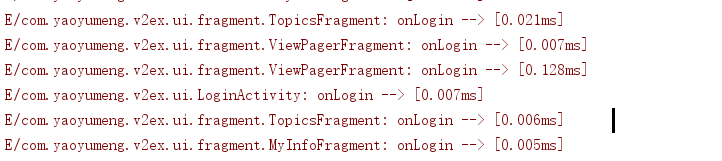 E/com.yaoyumeng.v2ex.ui.fragment.TopicsFragment: onLogin --> [0.021ms]
E/com.yaoyumeng.v2ex.ui.fragment.ViewPagerFragment: onLogin --> [0.007ms]
E/com.yaoyumeng.v2ex.ui.fragment.ViewPagerFragment: onLogin --> [0.128ms]
E/com.yaoyumeng.v2ex.ui.LoginActivity: onLogin --> [0.007ms]
E/com.yaoyumeng.v2ex.ui.fragment.TopicsFragment: onLogin --> [0.006ms]
E/com.yaoyumeng.v2ex.ui.fragment.MyInfoFragment: onLogin --> [0.005ms]